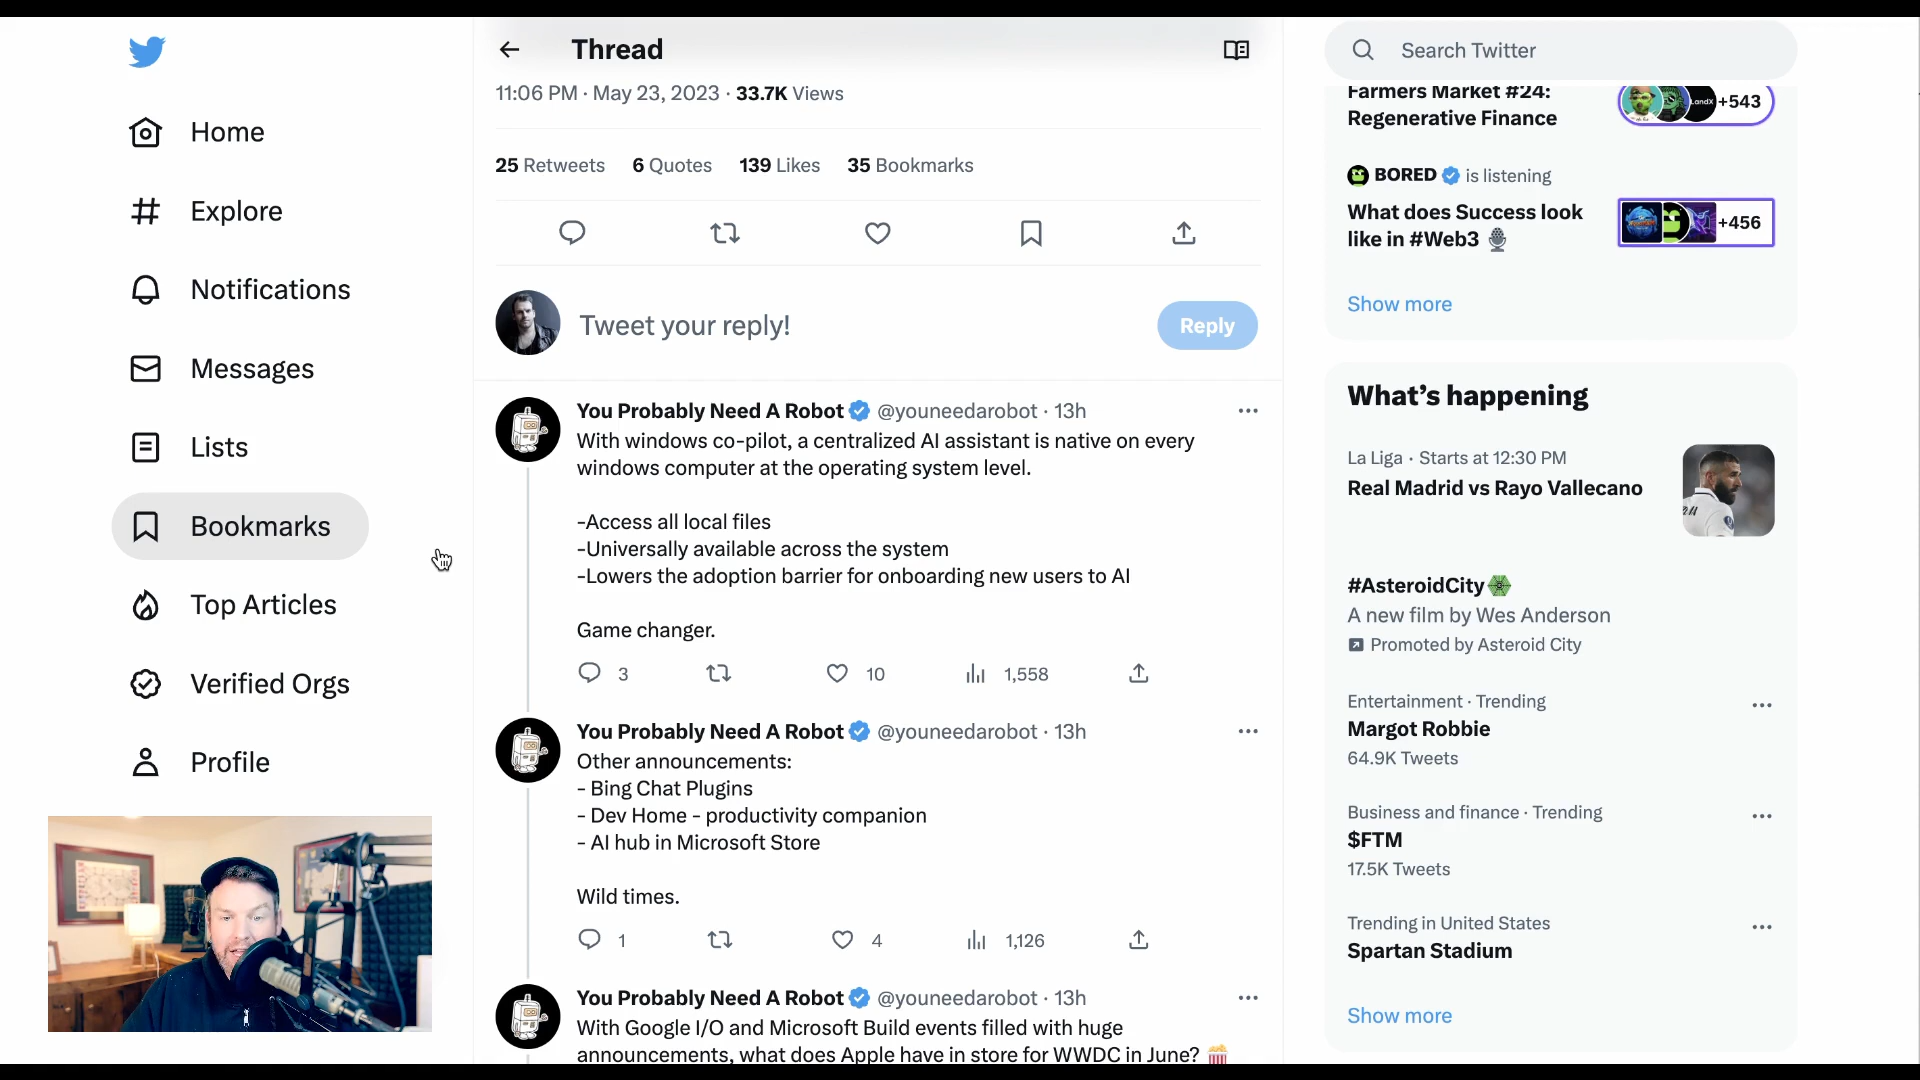 Home
Explore
Notifications
Messages
Lists
Bookmarks
Top Articles
Verified Orgs
Profile
Thread
11:06 PM · May 23, 2023 · 33.7K Views
25 Retweets 6 Quotes 139 Likes 35 Bookmarks
Tweet your reply!
Reply
You Probably Need A Robot @youneedarobot · 13h
With windows co-pilot, a centralized AI assistant is native on every
windows computer at the operating system level.
-Access all local files
-Universally available across the system
-Lowers the adoption barrier for onboarding new users to AI
Game changer.
3 10 1,558
You Probably Need A Robot @youneedarobot · 13h
Other announcements:
- Bing Chat Plugins
- Dev Home - productivity companion
- AI hub in Microsoft Store
Wild times.
1 4 1,126
You Probably Need A Robot @youneedarobot · 13h
With Google I/O and Microsoft Build events filled with huge
announcements, what does Apple have in store for WWDC in June? 🍿
Search Twitter
Farmers Market #24:
Regenerative Finance
LandX
+543
BORED is listening
What does Success look
like in #Web3 🎙️
+456
Show more
What's happening
La Liga · Starts at 12:30 PM
Real Madrid vs Rayo Vallecano
#AsteroidCity
A new film by Wes Anderson
Promoted by Asteroid City
Entertainment · Trending
Margot Robbie
64.9K Tweets
Business and finance · Trending
$FTM
17.5K Tweets
Trending in United States
Spartan Stadium
Show more